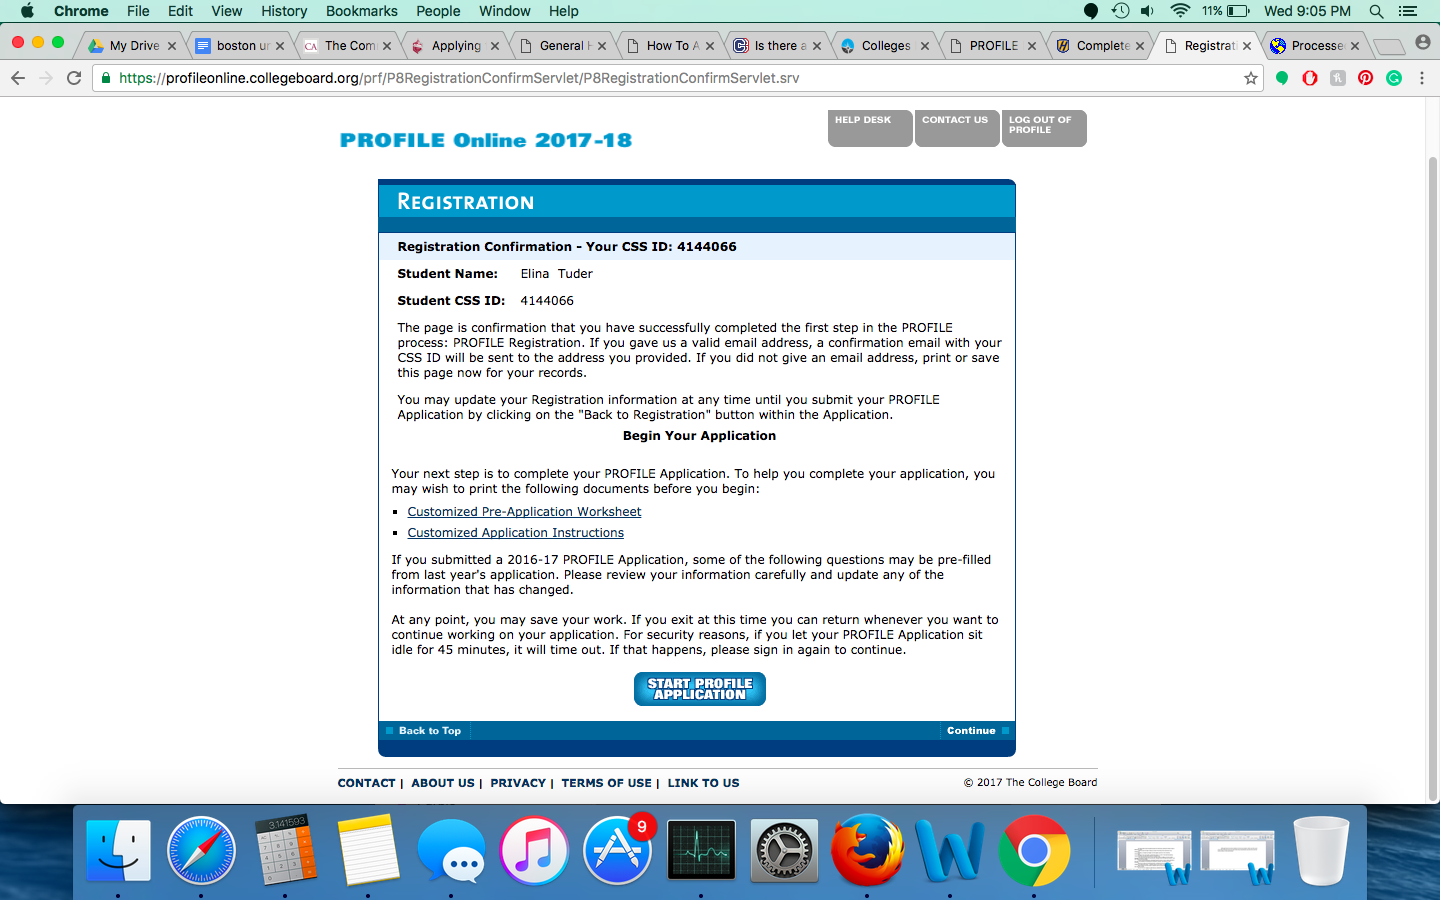 Chrome File Edit View History Bookmarks People Window Help 11% Wed 9:05 PM
My Drive boston ur The Com Applying General H How To A Is there a Colleges PROFILE Complete Registrati Processe
https://profileonline.collegeboard.org/prf/P8RegistrationConfirmServlet/P8RegistrationConfirmServlet.srv
PROFILE Online 2017-18
HELP DESK
CONTACT US
LOG OUT OF
PROFILE
REGISTRATION
Registration Confirmation - Your CSS ID: 4144066
Student Name: Elina Tuder
Student CSS ID: 4144066
The page is confirmation that you have successfully completed the first step in the PROFILE
process: PROFILE Registration. If you gave us a valid email address, a confirmation email with your
CSS ID will be sent to the address you provided. If you did not give an email address, print or save
this page now for your records.
You may update your Registration information at any time until you submit your PROFILE
Application by clicking on the "Back to Registration" button within the Application.
Begin Your Application
Your next step is to complete your PROFILE Application. To help you complete your application, you
may wish to print the following documents before you begin:
Customized Pre-Application Worksheet
Customized Application Instructions
If you submitted a 2016-17 PROFILE Application, some of the following questions may be pre-filled
from last year's application. Please review your information carefully and update any of the
information that has changed.
At any point, you may save your work. If you exit at this time you can return whenever you want to
continue working on your application. For security reasons, if you let your PROFILE Application sit
idle for 45 minutes, it will time out. If that happens, please sign in again to continue.
START PROFILE
APPLICATION
Back to Top Continue
CONTACT | ABOUT US | PRIVACY | TERMS OF USE | LINK TO US © 2017 The College Board
3.141593
9